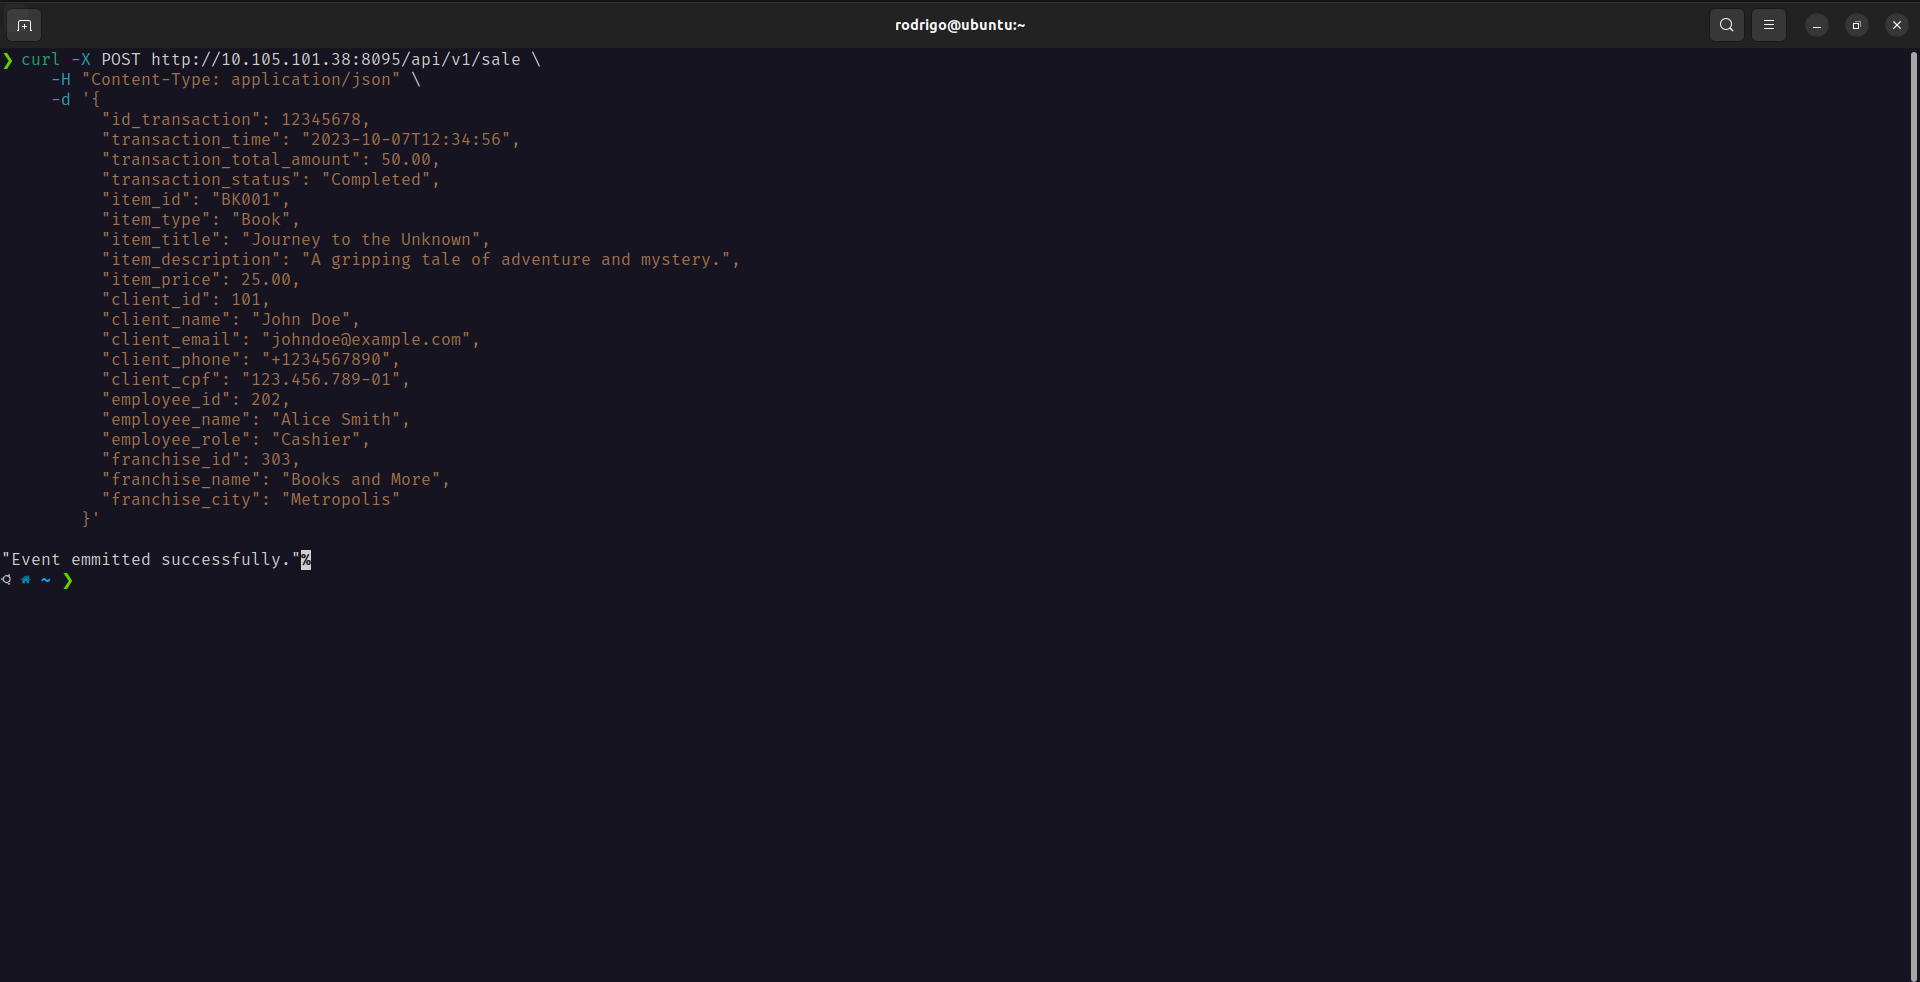 rodrigo@ubuntu:~
❯ curl -X POST http://10.105.101.38:8095/api/v1/sale \
     -H "Content-Type: application/json" \
     -d '{
          "id_transaction": 12345678,
          "transaction_time": "2023-10-07T12:34:56",
          "transaction_total_amount": 50.00,
          "transaction_status": "Completed",
          "item_id": "BK001",
          "item_type": "Book",
          "item_title": "Journey to the Unknown",
          "item_description": "A gripping tale of adventure and mystery.",
          "item_price": 25.00,
          "client_id": 101,
          "client_name": "John Doe",
          "client_email": "johndoe@example.com",
          "client_phone": "+1234567890",
          "client_cpf": "123.456.789-01",
          "employee_id": 202,
          "employee_name": "Alice Smith",
          "employee_role": "Cashier",
          "franchise_id": 303,
          "franchise_name": "Books and More",
          "franchise_city": "Metropolis"
        }'
"Event emmitted successfully."%
~ ❯